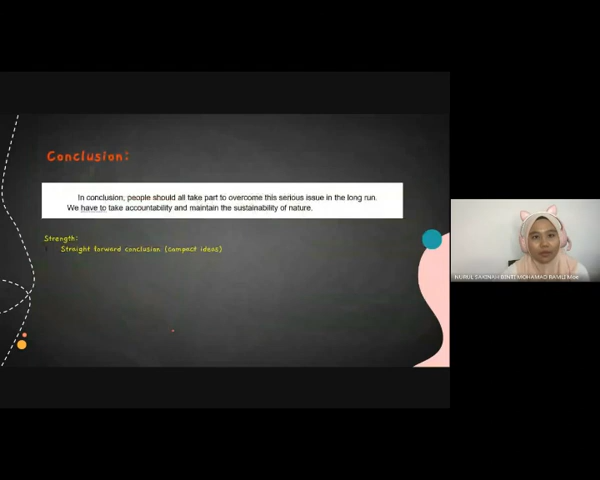 Conclusion:
In conclusion, people should all take part to overcome this serious issue in the long run.
We have to take accountability and maintain the sustainability of nature.
Strength:
Straight forward conclusion (compact ideas)
NURUL SAKINAH BINTI MOHAMAD RAMLI